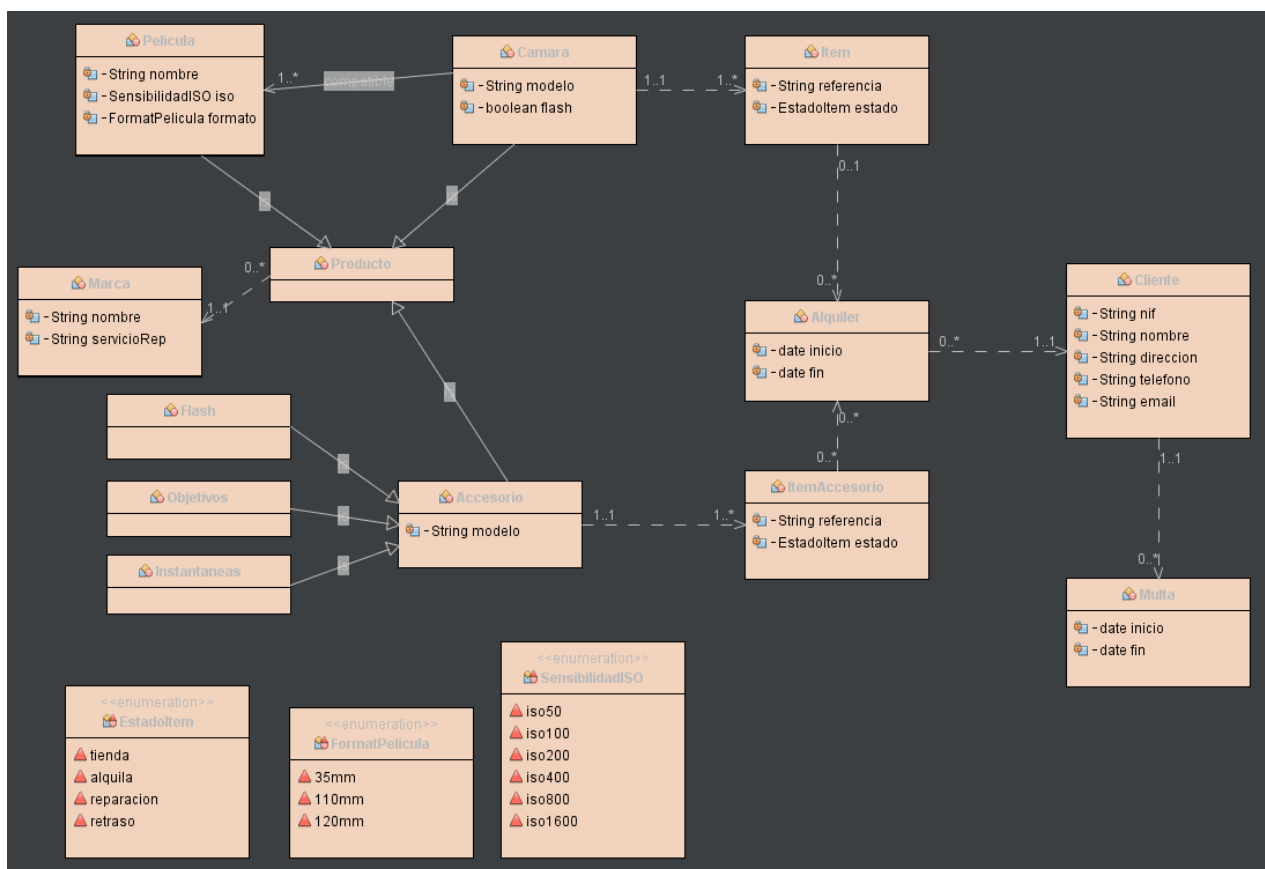 Pelicula
- String nombre
- SensibilidadISO iso
- FormatPelicula formato
1..*
compatible
Camara
- String modelo
- boolean flash
1..1
1..*
Item
- String referencia
- EstadoItem estado
0..1
0..*
Producto
0..*
1..1
Marca
- String nombre
- String servicioRep
Alquiler
- date inicio
- date fin
0..*
1..1
Cliente
- String nif
- String nombre
- String direccion
- String telefono
- String email
1..1
0..*
Flash
Objetivos
Instantaneas
Accesorio
- String modelo
1..1
1..*
0..*
0..*
ItemAccesorio
- String referencia
- EstadoItem estado
Multa
- date inicio
- date fin
<<enumeration>>
EstadoItem
tienda
alquila
reparacion
retraso
<<enumeration>>
FormatPelicula
35mm
110mm
120mm
<<enumeration>>
SensibilidadISO
iso50
iso100
iso200
iso400
iso800
iso1600